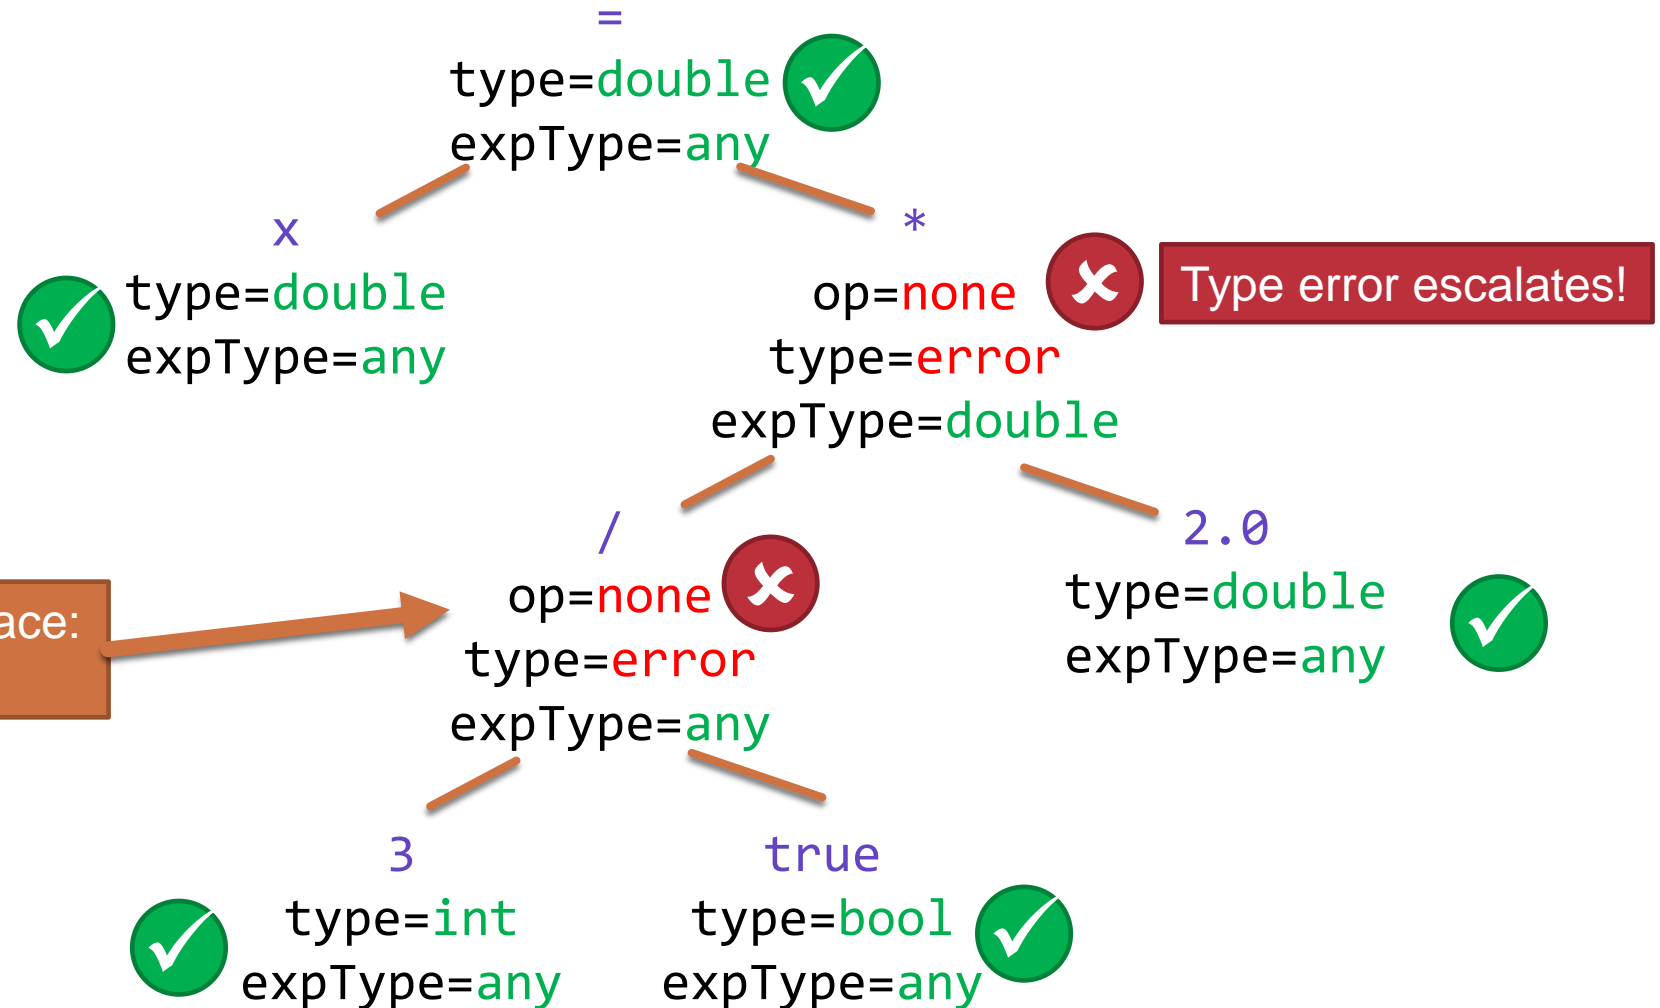 =
type=double
expType=any
x
type=double
expType=any
*
op=none
type=error
expType=double
Type error escalates!
/
op=none
type=error
expType=any
2.0
type=double
expType=any
3
type=int
expType=any
true
type=bool
expType=any